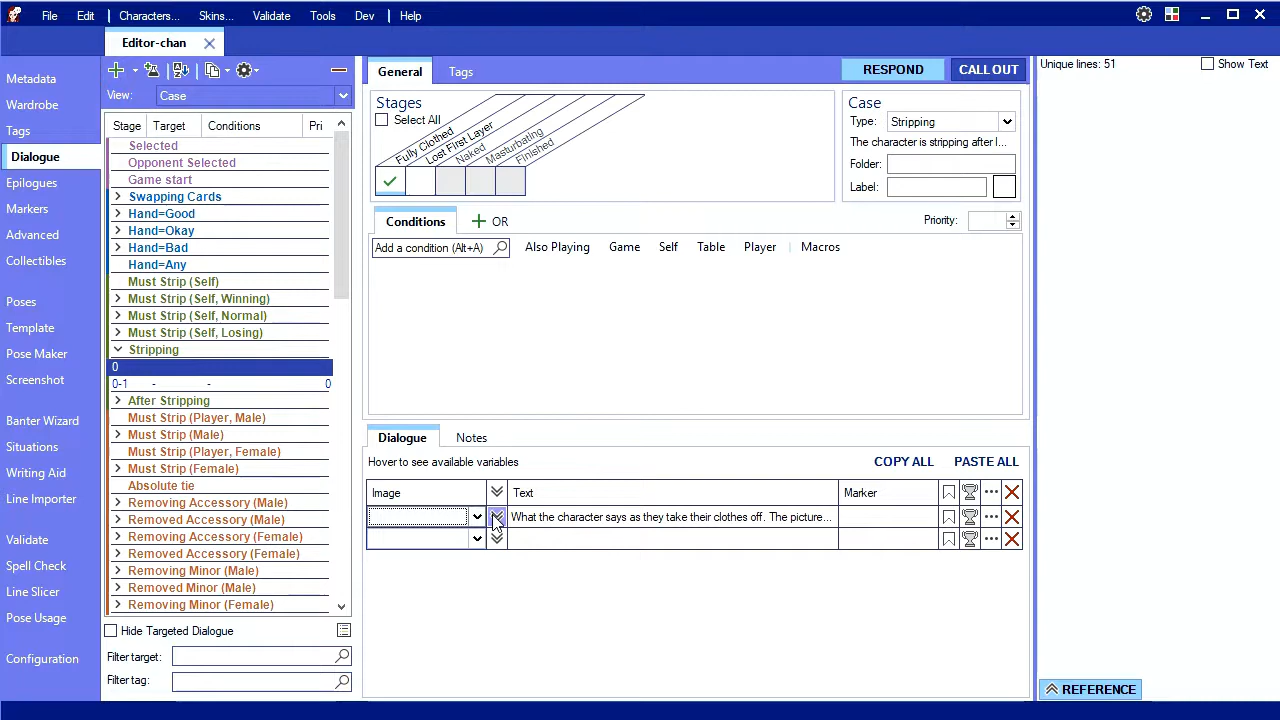 File Edit Characters... Skins... Validate Tools Dev Help
Editor-chan
Metadata
Wardrobe
Tags
Dialogue
Epilogues
Markers
Advanced
Collectibles
Poses
Template
Pose Maker
Screenshot
Banter Wizard
Situations
Writing Aid
Line Importer
Validate
Spell Check
Line Slicer
Pose Usage
Configuration
View: Case
Stage Target Conditions Pri
Selected
Opponent Selected
Game start
Swapping Cards
Hand=Good
Hand=Okay
Hand=Bad
Hand=Any
Must Strip (Self)
Must Strip (Self, Winning)
Must Strip (Self, Normal)
Must Strip (Self, Losing)
Stripping
0
0-1 - - 0
After Stripping
Must Strip (Player, Male)
Must Strip (Male)
Must Strip (Player, Female)
Must Strip (Female)
Absolute tie
Removing Accessory (Male)
Removed Accessory (Male)
Removing Accessory (Female)
Removed Accessory (Female)
Removing Minor (Male)
Removed Minor (Male)
Removing Minor (Female)
Hide Targeted Dialogue
Filter target:
Filter tag:
General Tags RESPOND CALL OUT
Stages
Select All
Fully Clothed
Lost First Layer
Naked
Masturbating
Finished
Case
Type: Stripping
The character is stripping after l...
Folder:
Label:
Conditions OR Priority:
Add a condition (Alt+A) Also Playing Game Self Table Player Macros
Dialogue Notes
Hover to see available variables COPY ALL PASTE ALL
Image Text Marker
What the character says as they take their clothes off. The picture...
Unique lines: 51 Show Text
REFERENCE